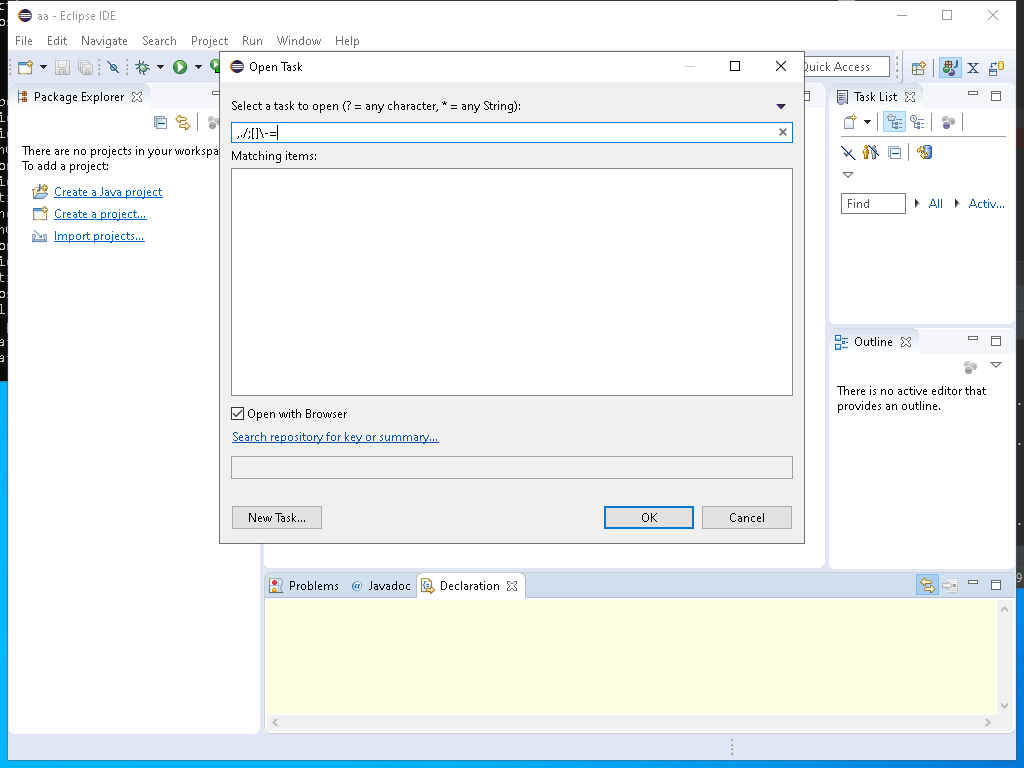 aa - Eclipse IDE
File Edit Navigate Search Project Run Window Help
Open Task
Quick Access
Package Explorer
Select a task to open (? = any character, * = any String):
Task List
,./;[]\-=
There are no projects in your workspa
To add a project:
Matching items:
Create a Java project
Create a project...
Import projects...
Find All Activ...
Outline
There is no active editor that
provides an outline.
Open with Browser
Search repository for key or summary...
New Task... OK Cancel
Problems @ Javadoc Declaration